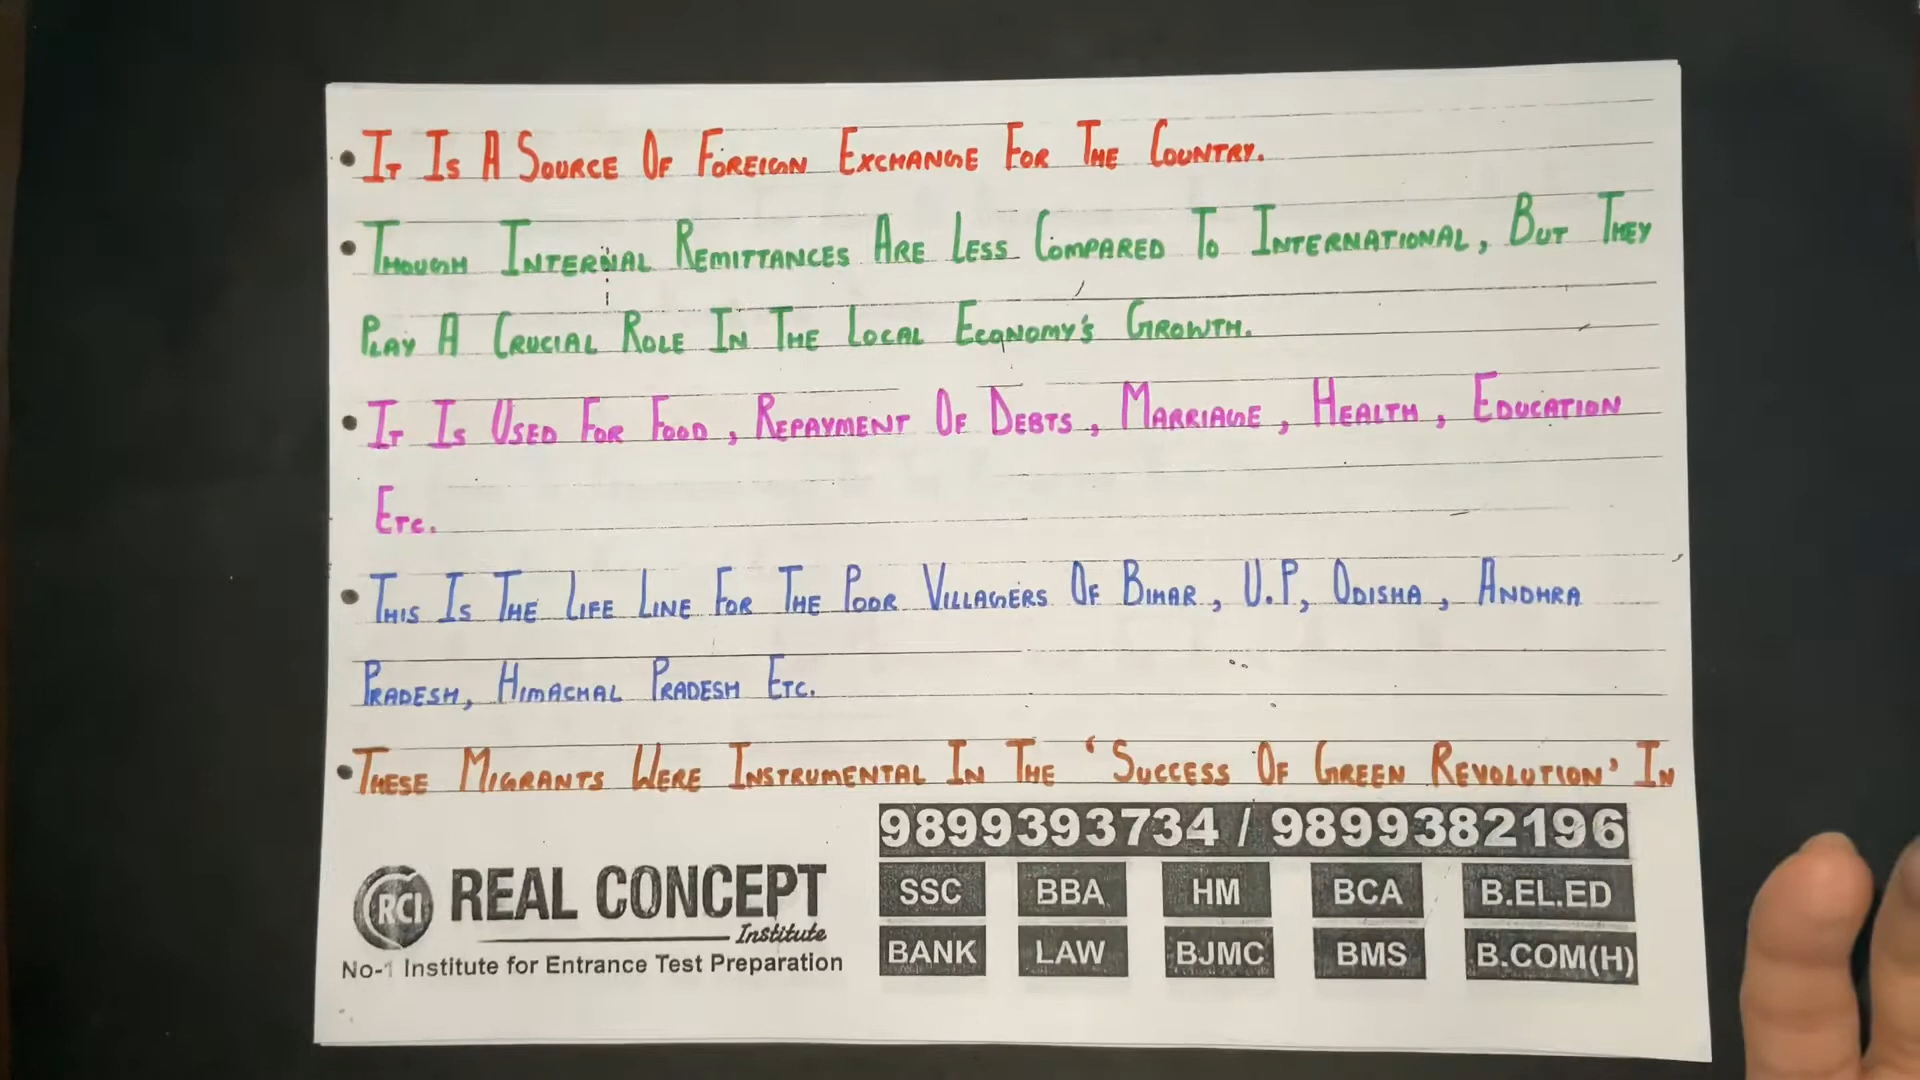 • It Is A Source Of Foreign Exchange For The Country.
• Though Internal Remittances Are Less Compared To International, But They
Play A Crucial Role In The Local Economy's Growth.
• It Is Used For Food, Repayment Of Debts, Marriage, Health, Education
Etc.
• This Is The Life Line For The Poor Villagers Of Bihar, U.P, Odisha, Andhra
Pradesh, Himachal Pradesh Etc.
• These Migrants Were Instrumental In The 'Success Of Green Revolution' In
9899393734 / 9899382196
RCI REAL CONCEPT
Institute
No-1 Institute for Entrance Test Preparation
SSC BBA HM BCA B.EL.ED
BANK LAW BJMC BMS B.COM(H)